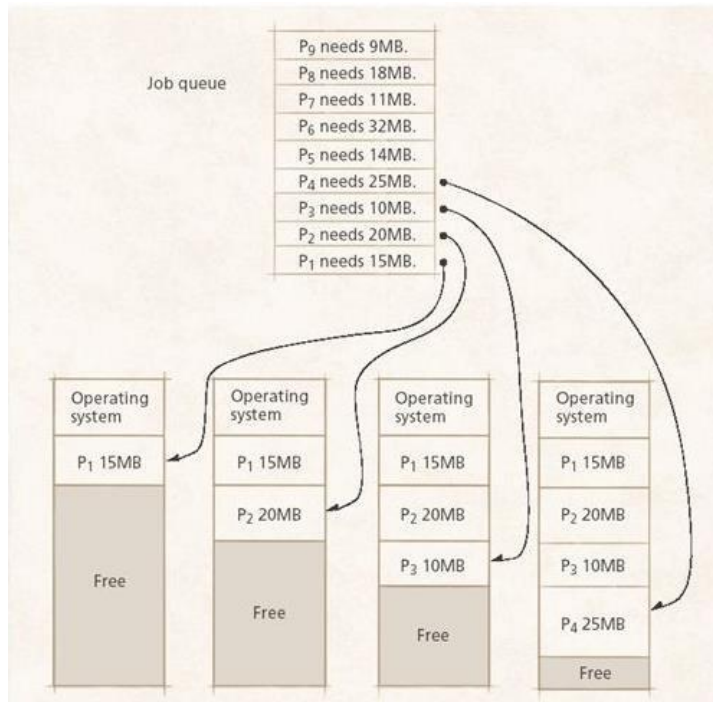 Job queue
P₉ needs 9MB.
P₈ needs 18MB.
P₇ needs 11MB.
P₆ needs 32MB.
P₅ needs 14MB.
P₄ needs 25MB.
P₃ needs 10MB.
P₂ needs 20MB.
P₁ needs 15MB.
Operating
system
P₁ 15MB
Free
Operating
system
P₁ 15MB
P₂ 20MB
Free
Operating
system
P₁ 15MB
P₂ 20MB
P₃ 10MB
Free
Operating
system
P₁ 15MB
P₂ 20MB
P₃ 10MB
P₄ 25MB
Free